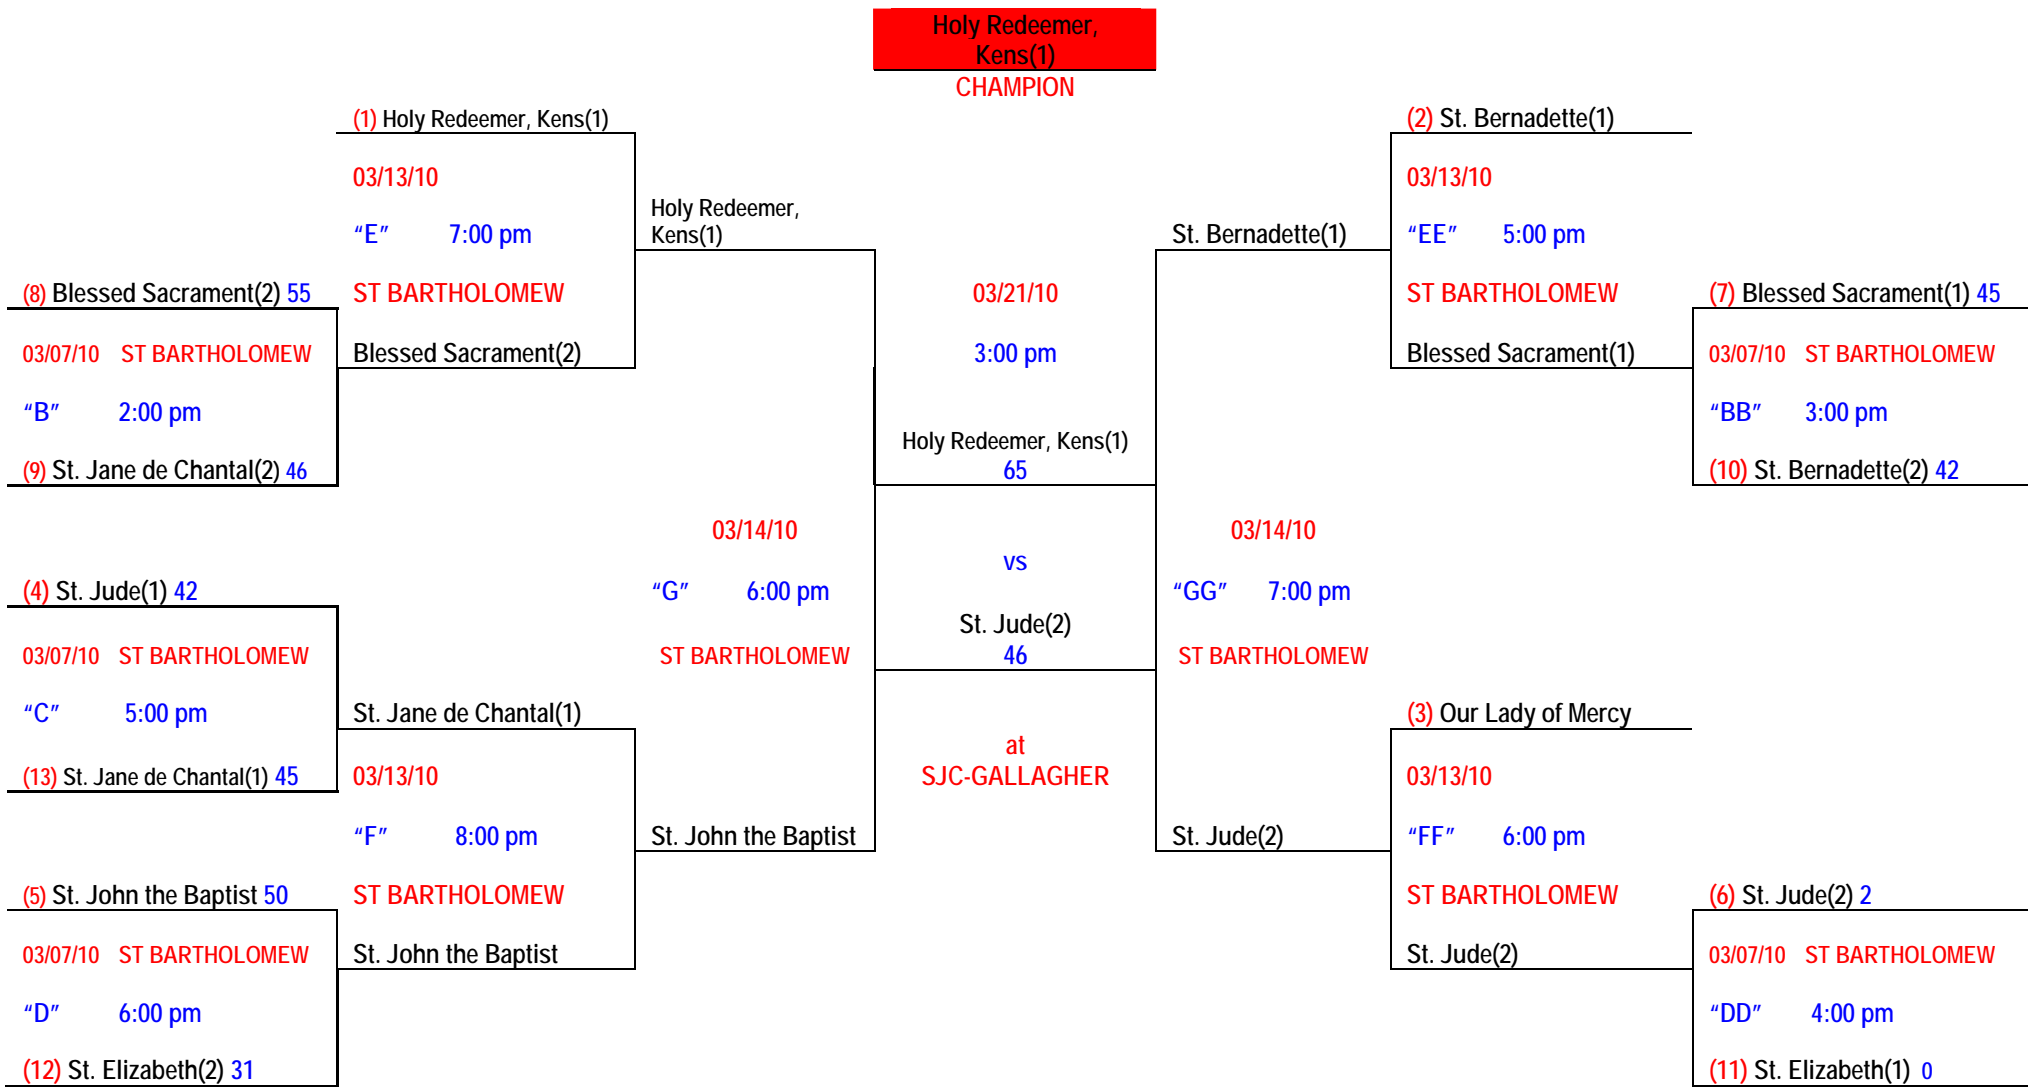 Holy Redeemer,
Kens(1)
CHAMPION
(1) Holy Redeemer, Kens(1)
03/13/10
"E" 7:00 pm
ST BARTHOLOMEW
Blessed Sacrament(2)
(8) Blessed Sacrament(2) 55
03/07/10 ST BARTHOLOMEW
"B" 2:00 pm
(9) St. Jane de Chantal(2) 46
Holy Redeemer,
Kens(1)
(4) St. Jude(1) 42
03/07/10 ST BARTHOLOMEW
"C" 5:00 pm
(13) St. Jane de Chantal(1) 45
St. Jane de Chantal(1)
03/13/10
"F" 8:00 pm
ST BARTHOLOMEW
St. John the Baptist
(5) St. John the Baptist 50
03/07/10 ST BARTHOLOMEW
"D" 6:00 pm
(12) St. Elizabeth(2) 31
03/14/10
"G" 6:00 pm
ST BARTHOLOMEW
St. John the Baptist
03/21/10
3:00 pm
Holy Redeemer, Kens(1)
65
vs
St. Jude(2)
46
at
SJC-GALLAGHER
St. Bernadette(1)
03/14/10
"GG" 7:00 pm
ST BARTHOLOMEW
St. Jude(2)
(2) St. Bernadette(1)
03/13/10
"EE" 5:00 pm
ST BARTHOLOMEW
Blessed Sacrament(1)
(7) Blessed Sacrament(1) 45
03/07/10 ST BARTHOLOMEW
"BB" 3:00 pm
(10) St. Bernadette(2) 42
(3) Our Lady of Mercy
03/13/10
"FF" 6:00 pm
ST BARTHOLOMEW
St. Jude(2)
(6) St. Jude(2) 2
03/07/10 ST BARTHOLOMEW
"DD" 4:00 pm
(11) St. Elizabeth(1) 0